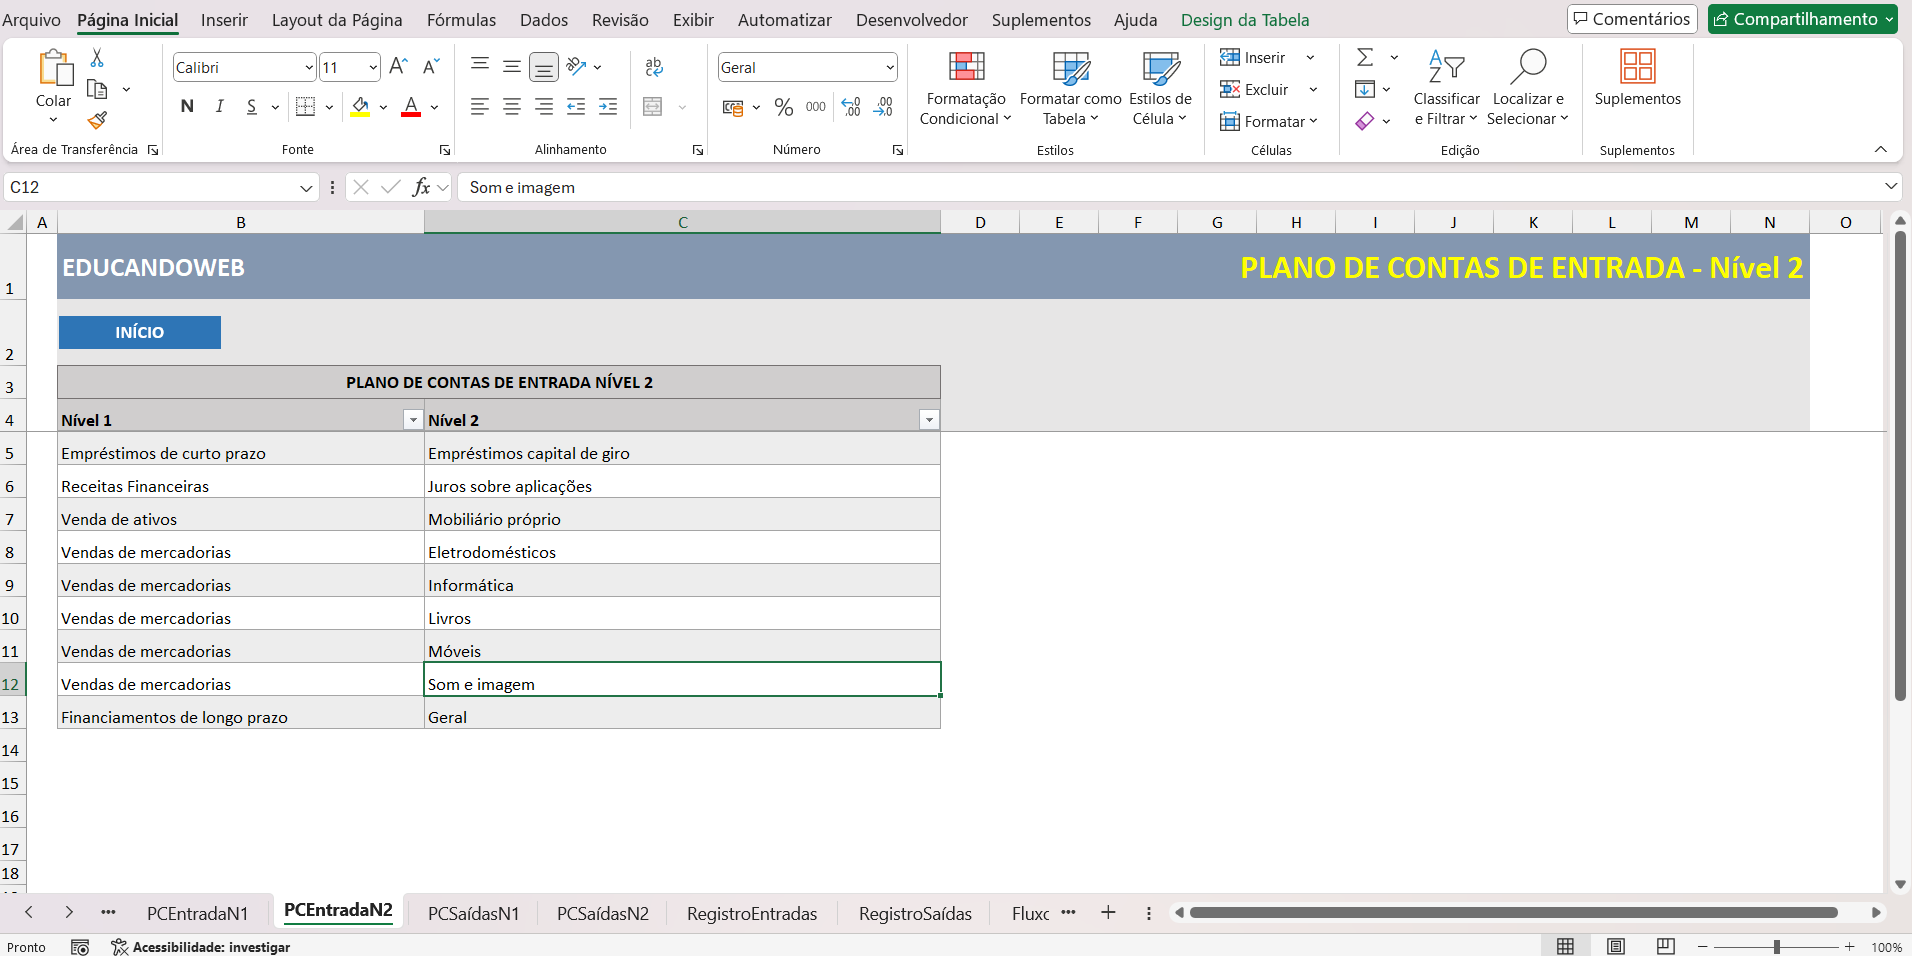 Arquivo Página Inicial Inserir Layout da Página Fórmulas Dados Revisão Exibir Automatizar Desenvolvedor Suplementos Ajuda Design da Tabela Comentários Compartilhamento
Calibri 11 Geral
Colar
N I S
% 000
Formatação Condicional
Formatar como Tabela
Estilos de Célula
Inserir
Excluir
Formatar
Classificar e Filtrar
Localizar e Selecionar
Suplementos
Área de Transferência Fonte Alinhamento Número Estilos Células Edição Suplementos
C12 fx Som e imagem
A B C D E F G H I J K L M N O
1 EDUCANDOWEB PLANO DE CONTAS DE ENTRADA - Nível 2
2 INÍCIO
3 PLANO DE CONTAS DE ENTRADA NÍVEL 2
4 Nível 1 Nível 2
5 Empréstimos de curto prazo Empréstimos capital de giro
6 Receitas Financeiras Juros sobre aplicações
7 Venda de ativos Mobiliário próprio
8 Vendas de mercadorias Eletrodomésticos
9 Vendas de mercadorias Informática
10 Vendas de mercadorias Livros
11 Vendas de mercadorias Móveis
12 Vendas de mercadorias Som e imagem
13 Financiamentos de longo prazo Geral
14
15
16
17
18
PCEntradaN1 PCEntradaN2 PCSaídasN1 PCSaídasN2 RegistroEntradas RegistroSaídas Fluxc
Pronto Acessibilidade: investigar 100%